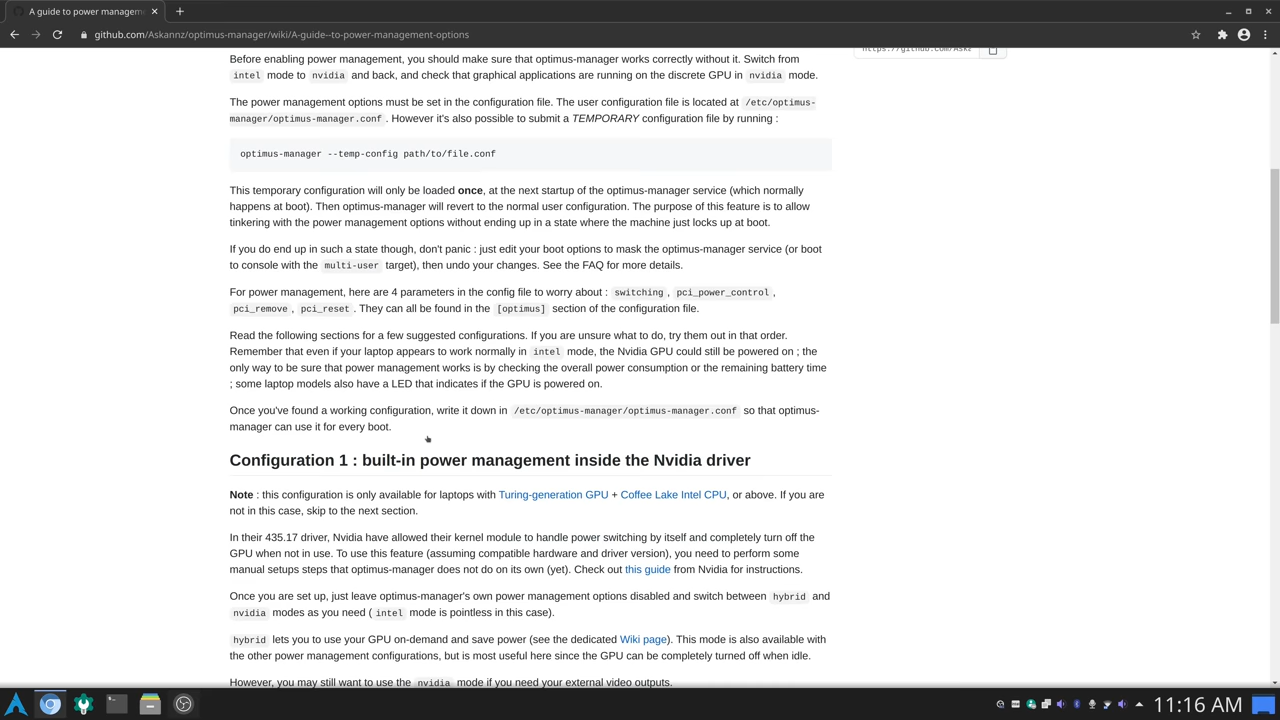 A guide to power manageme
github.com/Askannz/optimus-manager/wiki/A-guide--to-power-management-options
Before enabling power management, you should make sure that optimus-manager works correctly without it. Switch from
intel mode to nvidia and back, and check that graphical applications are running on the discrete GPU in nvidia mode.
The power management options must be set in the configuration file. The user configuration file is located at /etc/optimus-
manager/optimus-manager.conf . However it's also possible to submit a TEMPORARY configuration file by running :
optimus-manager --temp-config path/to/file.conf
This temporary configuration will only be loaded once, at the next startup of the optimus-manager service (which normally
happens at boot). Then optimus-manager will revert to the normal user configuration. The purpose of this feature is to allow
tinkering with the power management options without ending up in a state where the machine just locks up at boot.
If you do end up in such a state though, don't panic : just edit your boot options to mask the optimus-manager service (or boot
to console with the multi-user target), then undo your changes. See the FAQ for more details.
For power management, here are 4 parameters in the config file to worry about : switching , pci_power_control ,
pci_remove , pci_reset . They can all be found in the [optimus] section of the configuration file.
Read the following sections for a few suggested configurations. If you are unsure what to do, try them out in that order.
Remember that even if your laptop appears to work normally in intel mode, the Nvidia GPU could still be powered on ; the
only way to be sure that power management works is by checking the overall power consumption or the remaining battery time
; some laptop models also have a LED that indicates if the GPU is powered on.
Once you've found a working configuration, write it down in /etc/optimus-manager/optimus-manager.conf so that optimus-
manager can use it for every boot.
Configuration 1 : built-in power management inside the Nvidia driver
Note : this configuration is only available for laptops with Turing-generation GPU + Coffee Lake Intel CPU, or above. If you are
not in this case, skip to the next section.
In their 435.17 driver, Nvidia have allowed their kernel module to handle power switching by itself and completely turn off the
GPU when not in use. To use this feature (assuming compatible hardware and driver version), you need to perform some
manual setups steps that optimus-manager does not do on its own (yet). Check out this guide from Nvidia for instructions.
Once you are set up, just leave optimus-manager's own power management options disabled and switch between hybrid and
nvidia modes as you need ( intel mode is pointless in this case).
hybrid lets you to use your GPU on-demand and save power (see the dedicated Wiki page). This mode is also available with
the other power management configurations, but is most useful here since the GPU can be completely turned off when idle.
However, you may still want to use the nvidia mode if you need your external video outputs.
11:16 AM